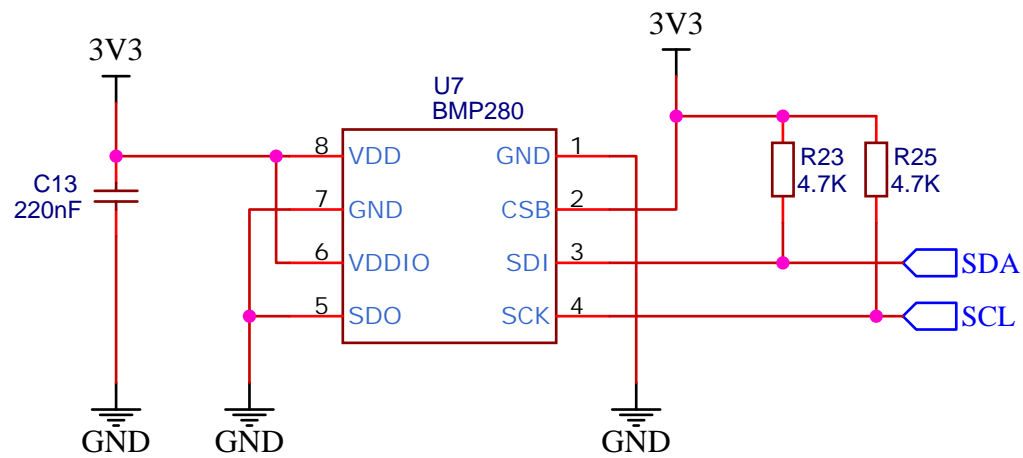 3V3
3V3
U7
BMP280
8 VDD GND 1
7 GND CSB 2
6 VDDIO SDI 3
5 SDO SCK 4
C13
220nF
R23
4.7K
R25
4.7K
SDA
SCL
GND
GND
GND